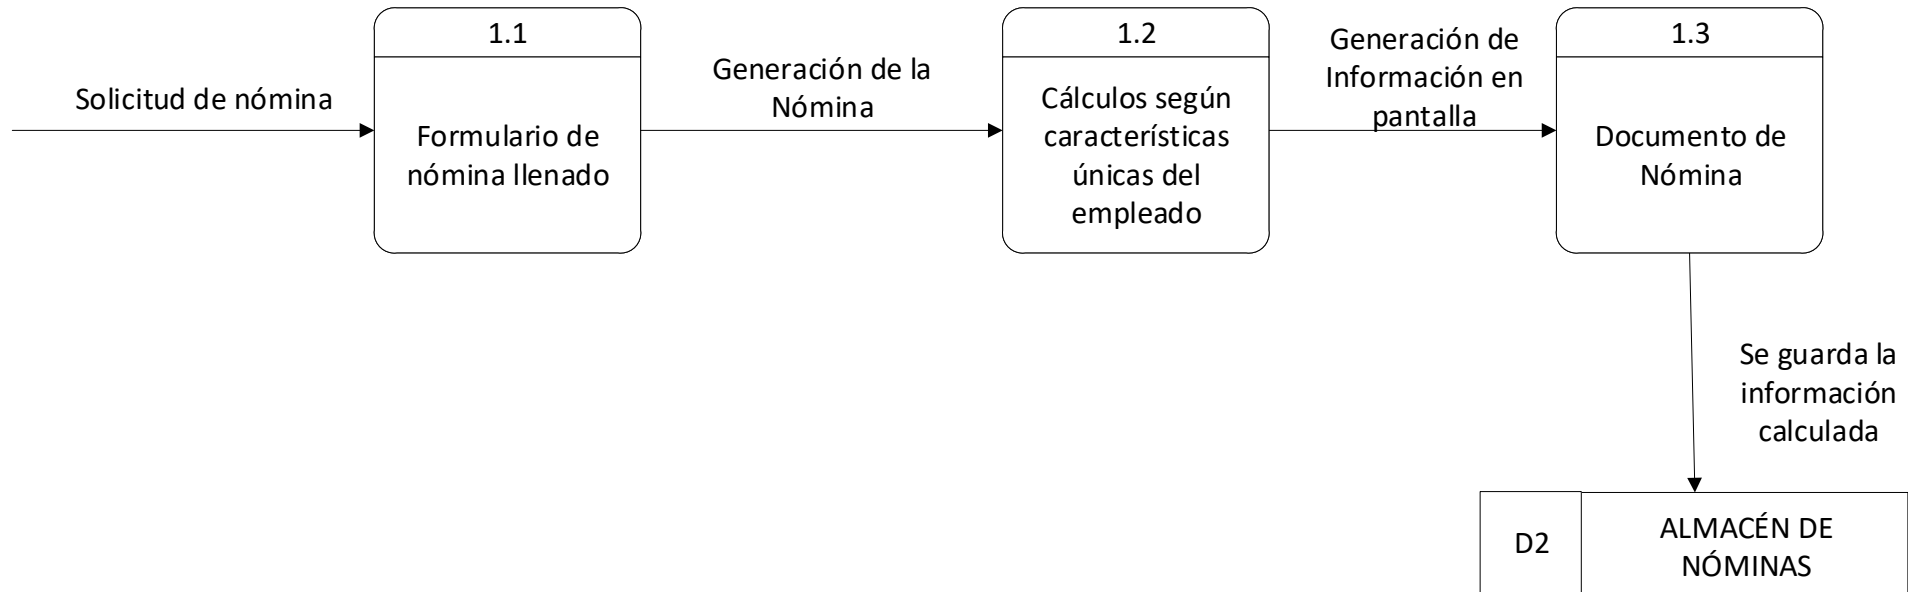 Solicitud de nómina
1.1
Formulario de
nómina llenado
Generación de la
Nómina
1.2
Cálculos según
característísticas
únicas del
empleado
Generación de
Información en
pantalla
1.3
Documento de
Nómina
Se guarda la
información
calculada
D2
ALMACÉN DE
NÓMINAS